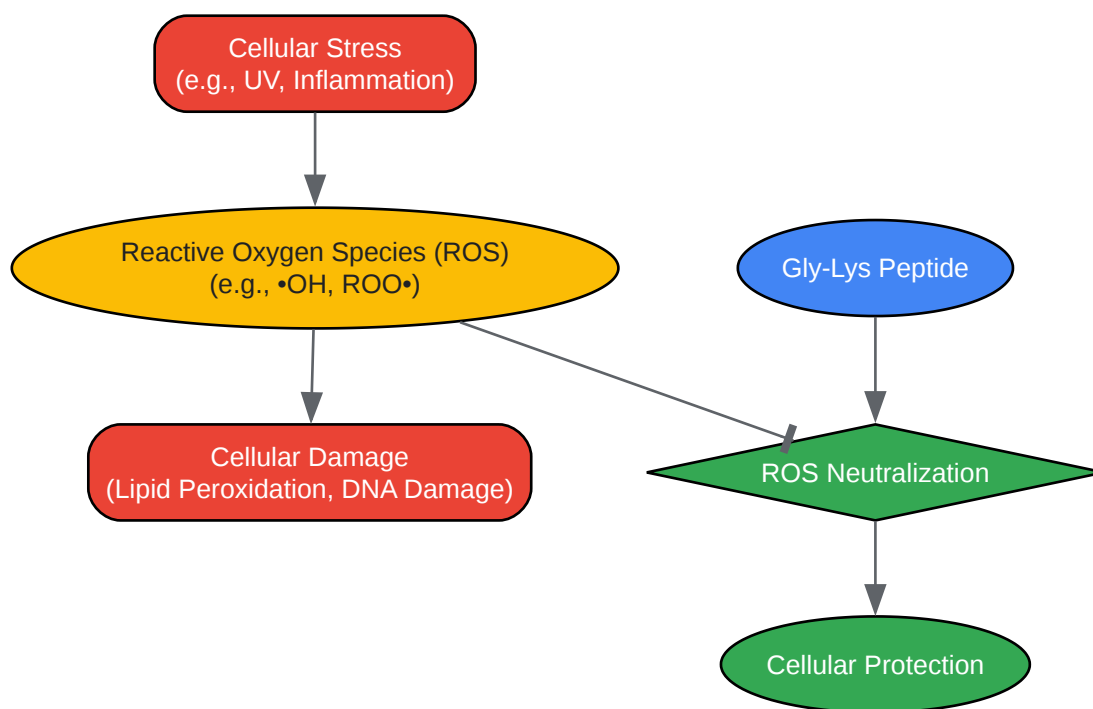 Cellular Stress
(e.g., UV, Inflammation)
Reactive Oxygen Species (ROS)
(e.g., •OH, ROO•)
Gly-Lys Peptide
Cellular Damage
(Lipid Peroxidation, DNA Damage)
ROS Neutralization
Cellular Protection